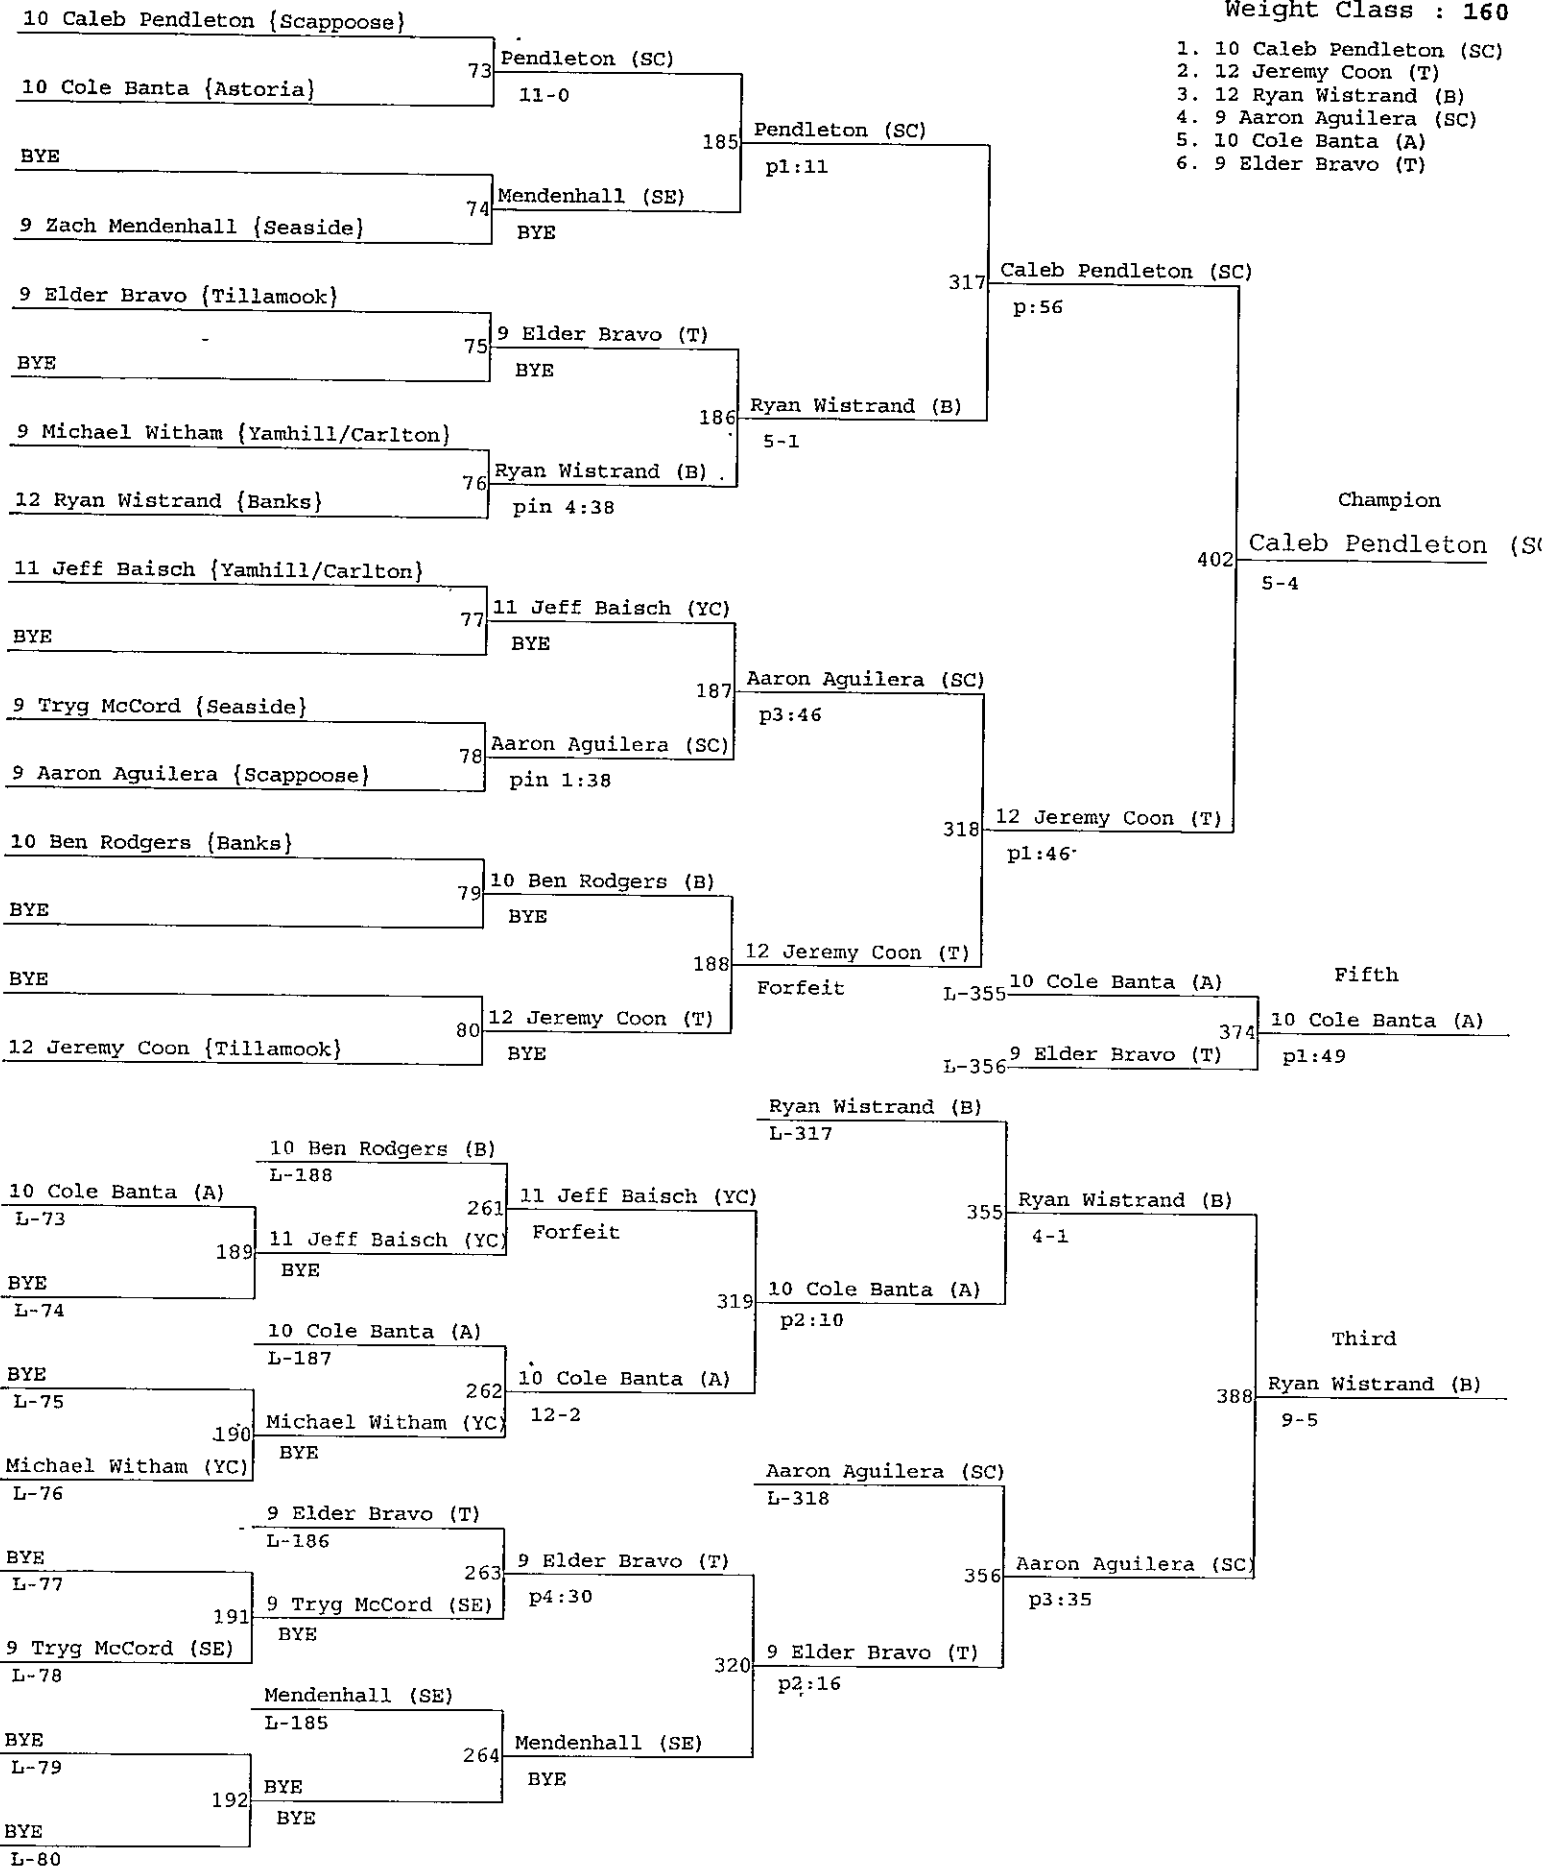 Weight Class : 160
1. 10 Caleb Pendleton (SC)
2. 12 Jeremy Coon (T)
3. 12 Ryan Wistrand (B)
4. 9 Aaron Aguilera (SC)
5. 10 Cole Banta (A)
6. 9 Elder Bravo (T)
10 Caleb Pendleton {Scappoose}
73 Pendleton (SC)
11-0
10 Cole Banta {Astoria}
185 Pendleton (SC)
p1:11
BYE
74 Mendenhall (SE)
BYE
9 Zach Mendenhall {Seaside}
317 Caleb Pendleton (SC)
p:56
9 Elder Bravo {Tillamook}
75 9 Elder Bravo (T)
BYE
BYE
186 Ryan Wistrand (B)
5-1
9 Michael Witham {Yamhill/Carlton}
76 Ryan Wistrand (B)
pin 4:38
12 Ryan Wistrand {Banks}
Champion
402 Caleb Pendleton (S
5-4
11 Jeff Baisch {Yamhill/Carlton}
77 11 Jeff Baisch (YC)
BYE
BYE
187 Aaron Aguilera (SC)
p3:46
9 Tryg McCord {Seaside}
78 Aaron Aguilera (SC)
pin 1:38
9 Aaron Aguilera {Scappoose}
318 12 Jeremy Coon (T)
p1:46
10 Ben Rodgers {Banks}
79 10 Ben Rodgers (B)
BYE
BYE
188 12 Jeremy Coon (T)
Forfeit
BYE
80 12 Jeremy Coon (T)
BYE
12 Jeremy Coon {Tillamook}
Fifth
L-355 10 Cole Banta (A)
374 10 Cole Banta (A)
p1:49
L-356 9 Elder Bravo (T)
Ryan Wistrand (B)
L-317
10 Ben Rodgers (B)
L-188
10 Cole Banta (A)
L-73
261 11 Jeff Baisch (YC)
Forfeit
355 Ryan Wistrand (B)
4-1
189 11 Jeff Baisch (YC)
BYE
BYE
L-74
319 10 Cole Banta (A)
p2:10
10 Cole Banta (A)
L-187
Third
BYE
L-75
262 10 Cole Banta (A)
12-2
388 Ryan Wistrand (B)
9-5
190 Michael Witham (YC)
BYE
Michael Witham (YC)
L-76
Aaron Aguilera (SC)
L-318
9 Elder Bravo (T)
L-186
BYE
L-77
263 9 Elder Bravo (T)
p4:30
356 Aaron Aguilera (SC)
p3:35
191 9 Tryg McCord (SE)
BYE
9 Tryg McCord (SE)
L-78
320 9 Elder Bravo (T)
p2:16
Mendenhall (SE)
L-185
BYE
L-79
264 Mendenhall (SE)
BYE
192 BYE
BYE
BYE
L-80